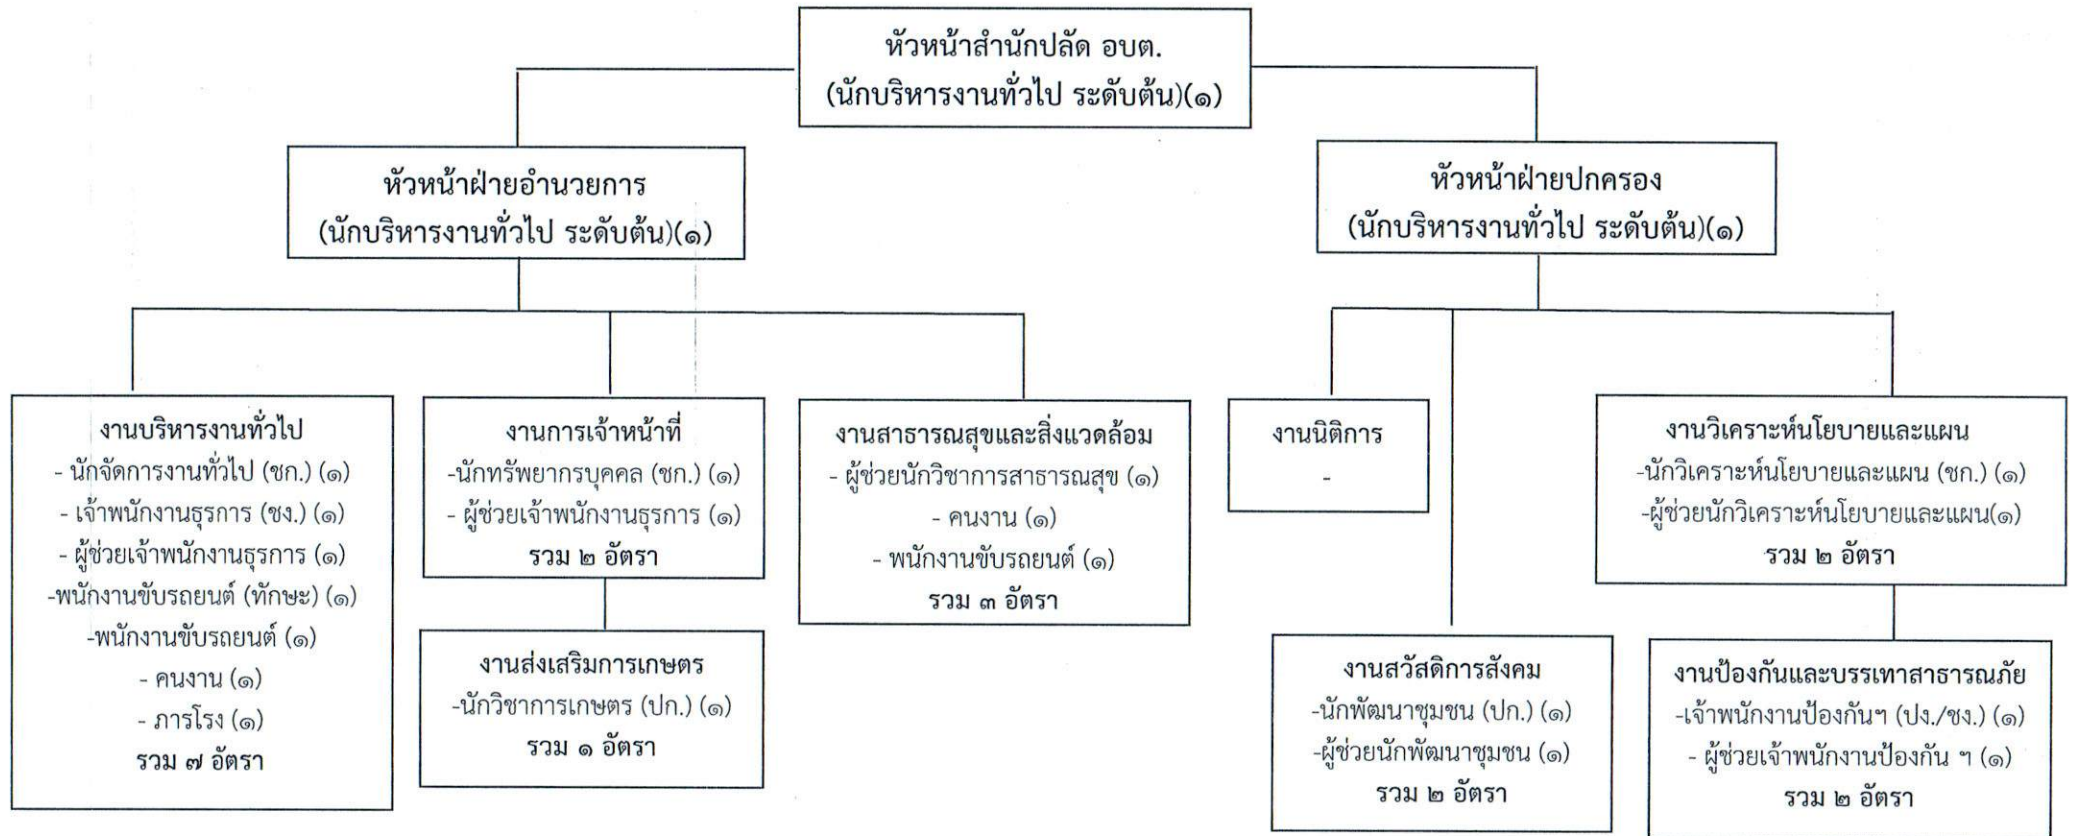 หัวหน้าสำนักปลัด อบต.
(นักบริหารงานทั่วไป ระดับต้น)(๑)
หัวหน้าฝ่ายอำนวยการ
(นักบริหารงานทั่วไป ระดับต้น)(๑)
หัวหน้าฝ่ายปกครอง
(นักบริหารงานทั่วไป ระดับต้น)(๑)
งานบริหารงานทั่วไป
- นักจัดการงานทั่วไป (ชก.) (๑)
- เจ้าพนักงานธุรการ (ชง.) (๑)
- ผู้ช่วยเจ้าพนักงานธุรการ (๑)
-พนักงานขับรถยนต์ (ทักษะ) (๑)
-พนักงานขับรถยนต์ (๑)
- คนงาน (๑)
- ภารโรง (๑)
รวม ๗ อัตรา
งานการเจ้าหน้าที่
-นักทรัพยากรบุคคล (ชก.) (๑)
- ผู้ช่วยเจ้าพนักงานธุรการ (๑)
รวม ๒ อัตรา
งานส่งเสริมการเกษตร
-นักวิชาการเกษตร (ปก.) (๑)
รวม ๑ อัตรา
งานสาธารณสุขและสิ่งแวดล้อม
- ผู้ช่วยนักวิชาการสาธารณสุข (๑)
- คนงาน (๑)
- พนักงานขับรถยนต์ (๑)
รวม ๓ อัตรา
งานนิติการ
-
งานสวัสดิการสังคม
-นักพัฒนาชุมชน (ปก.) (๑)
-ผู้ช่วยนักพัฒนาชุมชน (๑)
รวม ๒ อัตรา
งานวิเคราะห์นโยบายและแผน
-นักวิเคราะห์นโยบายและแผน (ชก.) (๑)
-ผู้ช่วยนักวิเคราะห์นโยบายและแผน(๑)
รวม ๒ อัตรา
งานป้องกันและบรรเทาสาธารณภัย
-เจ้าพนักงานป้องกันฯ (ปง./ชง.) (๑)
- ผู้ช่วยเจ้าพนักงานป้องกัน ฯ (๑)
รวม ๒ อัตรา